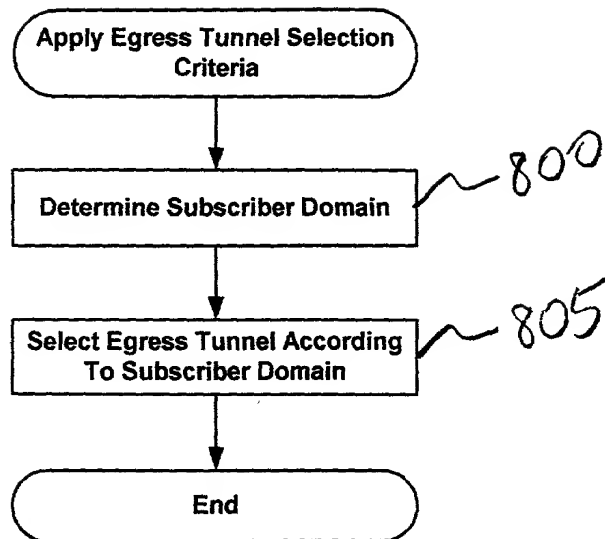 Apply Egress Tunnel Selection
Criteria
Determine Subscriber Domain
800
Select Egress Tunnel According
To Subscriber Domain
805
End